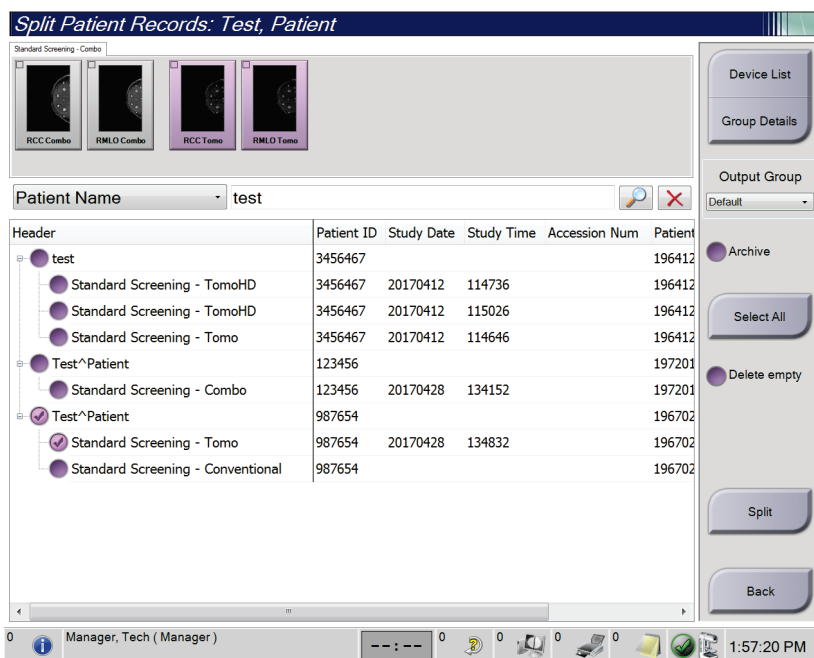 Split Patient Records: Test, Patient
Standard Screening - Combo
RCC Combo RMLO Combo RCC Tomo RMLO Tomo
Device List
Group Details
Output Group
Default
Archive
Select All
Delete empty
Split
Back
Patient Name test
Header Patient ID Study Date Study Time Accession Num Patient
test 3456467 196412
Standard Screening - TomoHD 3456467 20170412 114736 196412
Standard Screening - TomoHD 3456467 20170412 115026 196412
Standard Screening - Tomo 3456467 20170412 114646 196412
Test^Patient 123456 197201
Standard Screening - Combo 123456 20170428 134152 197201
Test^Patient 987654 196702
Standard Screening - Tomo 987654 20170428 134832 196702
Standard Screening - Conventional 987654 196702
0 Manager, Tech ( Manager ) --:-- 0 0 0 0 1:57:20 PM